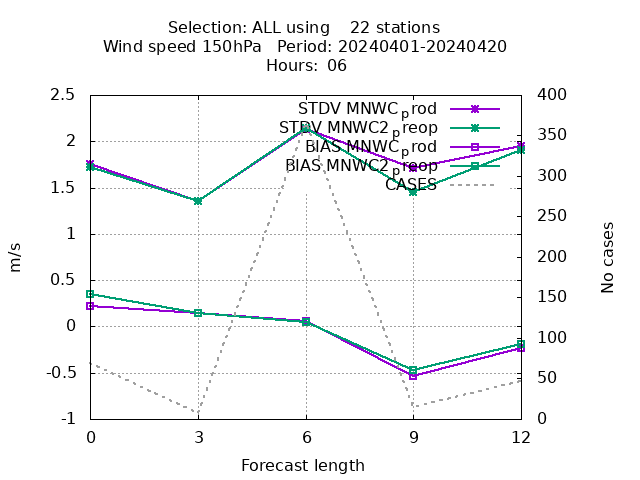 Selection: ALL using 22 stations
Wind speed 150hPa Period: 20240401-20240420
Hours: 06
2.5
2
1.5
1
0.5
0
-0.5
-1
400
350
300
250
200
150
100
50
0
STDV MNWC_prod
STDV MNWC2_preop
BIAS MNWC_prod
BIAS MNWC2_preop
CASES
m/s
No cases
0 3 6 9 12
Forecast length